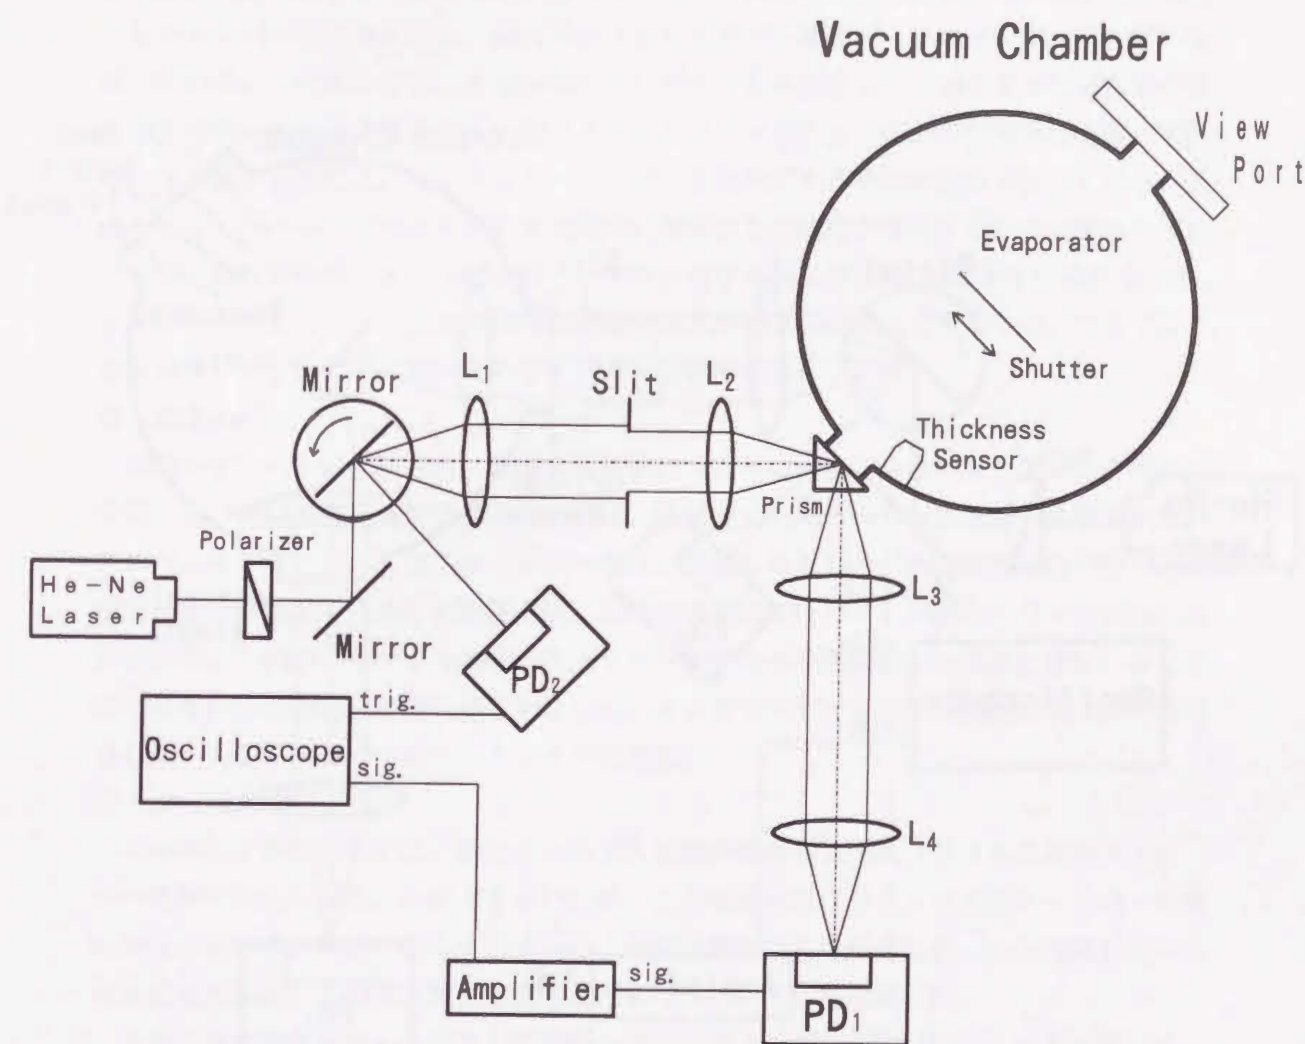 Vacuum Chamber
View
Port
Evaporator
Shutter
Mirror
L1
Slit
L2
Thickness
Sensor
Prism
Polarizer
He-Ne
Laser
L3
Mirror
PD2
trig.
Oscilloscope
sig.
L4
Amplifier
sig.
PD1